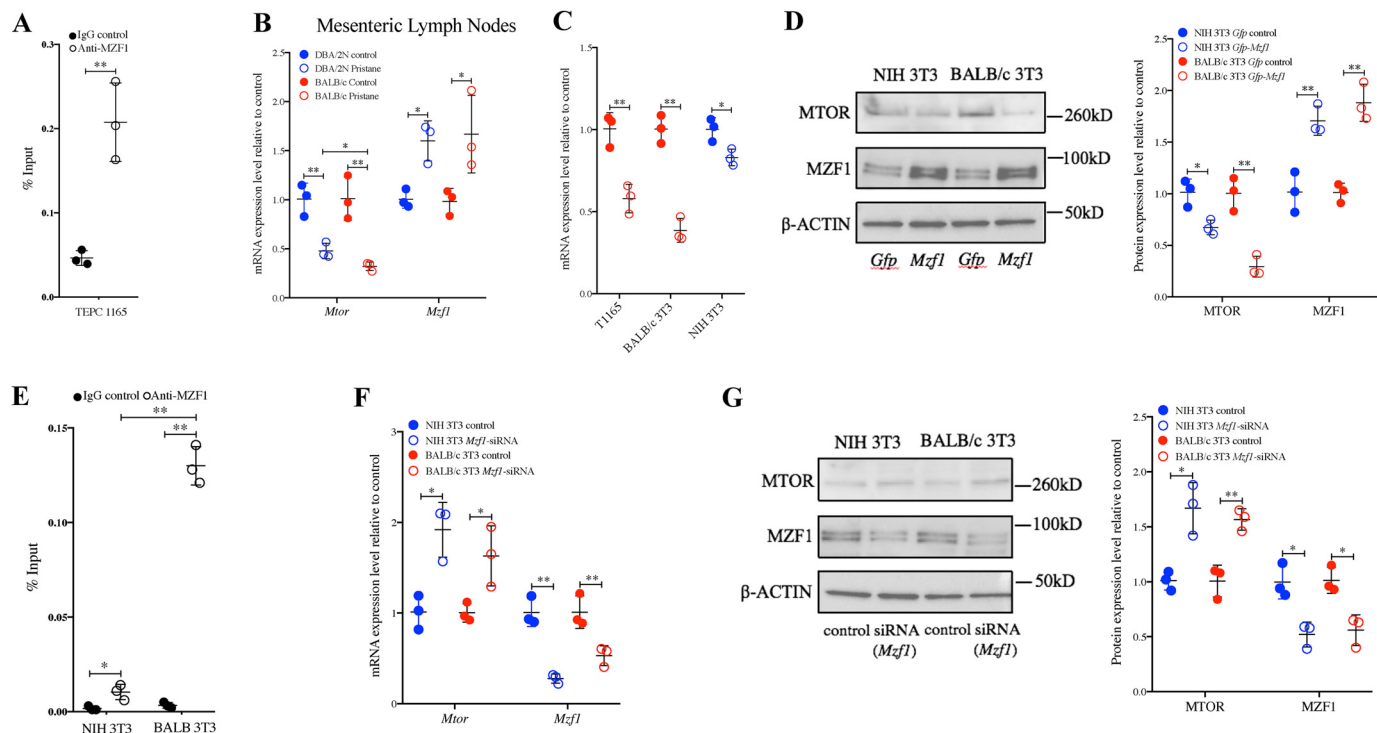 A
IgG control
Anti-MZF1
**
% Input
0.3
0.2
0.1
0.0
TEPC 1165
B
Mesenteric Lymph Nodes
DBA/2N control
DBA/2N Pristane
BALB/c Control
BALB/c Pristane
mRNA expression level relative to control
2.5
2.0
1.5
1.0
0.5
0.0
**
*
**
*
*
Mtor
Mzf1
C
mRNA expression level relative to control
1.5
1.0
0.5
0.0
**
**
*
T1165
BALB/c 3T3
NIH 3T3
D
NIH 3T3 BALB/c 3T3
MTOR
260kD
MZF1
100kD
β-ACTIN
50kD
Gfp Mzf1 Gfp Mzf1
NIH 3T3 Gfp control
NIH 3T3 Gfp-Mzf1
BALB/c 3T3 Gfp control
BALB/c 3T3 Gfp-Mzf1
Protein expression level relative to control
2.5
2.0
1.5
1.0
0.5
0.0
*
**
**
**
MTOR
MZF1
E
IgG control Anti-MZF1
**
**
*
% Input
0.15
0.10
0.05
0.00
NIH 3T3
BALB 3T3
F
NIH 3T3 control
NIH 3T3 Mzf1-siRNA
BALB/c 3T3 control
BALB/c 3T3 Mzf1-siRNA
mRNA expression level relative to control
3
2
1
0
*
*
**
**
Mtor
Mzf1
G
NIH 3T3 BALB/c 3T3
MTOR
260kD
MZF1
100kD
β-ACTIN
50kD
control siRNA control siRNA
(Mzf1) (Mzf1)
NIH 3T3 control
NIH 3T3 Mzf1-siRNA
BALB/c 3T3 control
BALB/c 3T3 Mzf1-siRNA
Protein expression level relative to control
2.5
2.0
1.5
1.0
0.5
0.0
*
**
*
*
MTOR
MZF1